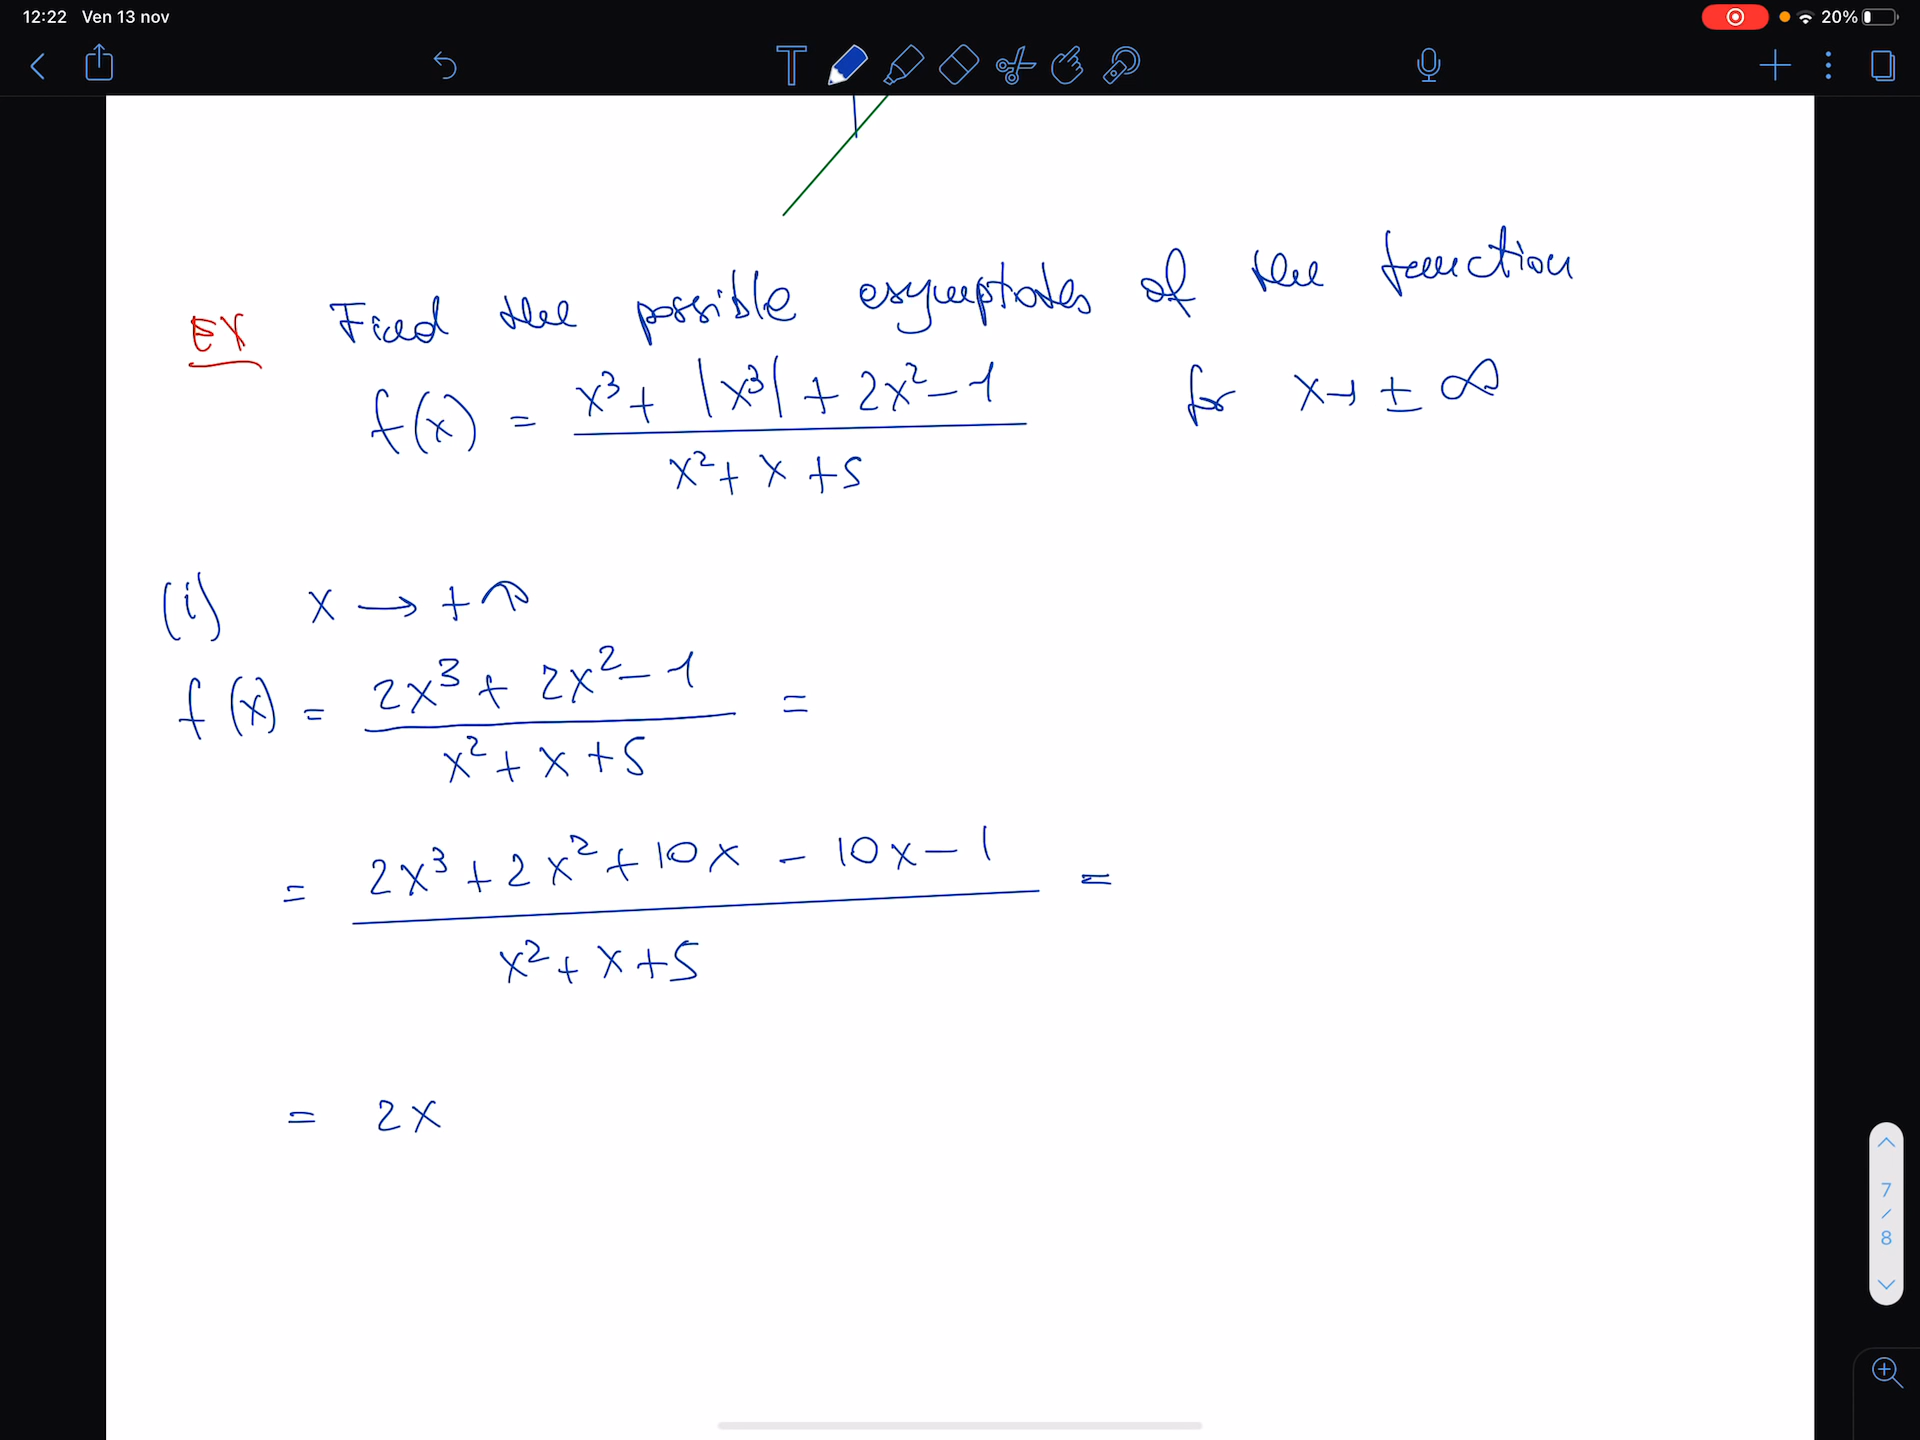 12:22 Ven 13 nov 20%
T
EX Find the possible asymptotes of the function
f(x) = x³ + |x³| + 2x² - 1 / x² + x + 5 for x → ± ∞
(i) x → + ∞
f(x) = 2x³ + 2x² - 1 / x² + x + 5 =
= 2x³ + 2x² + 10x - 10x - 1 / x² + x + 5 =
= 2x
7 / 8